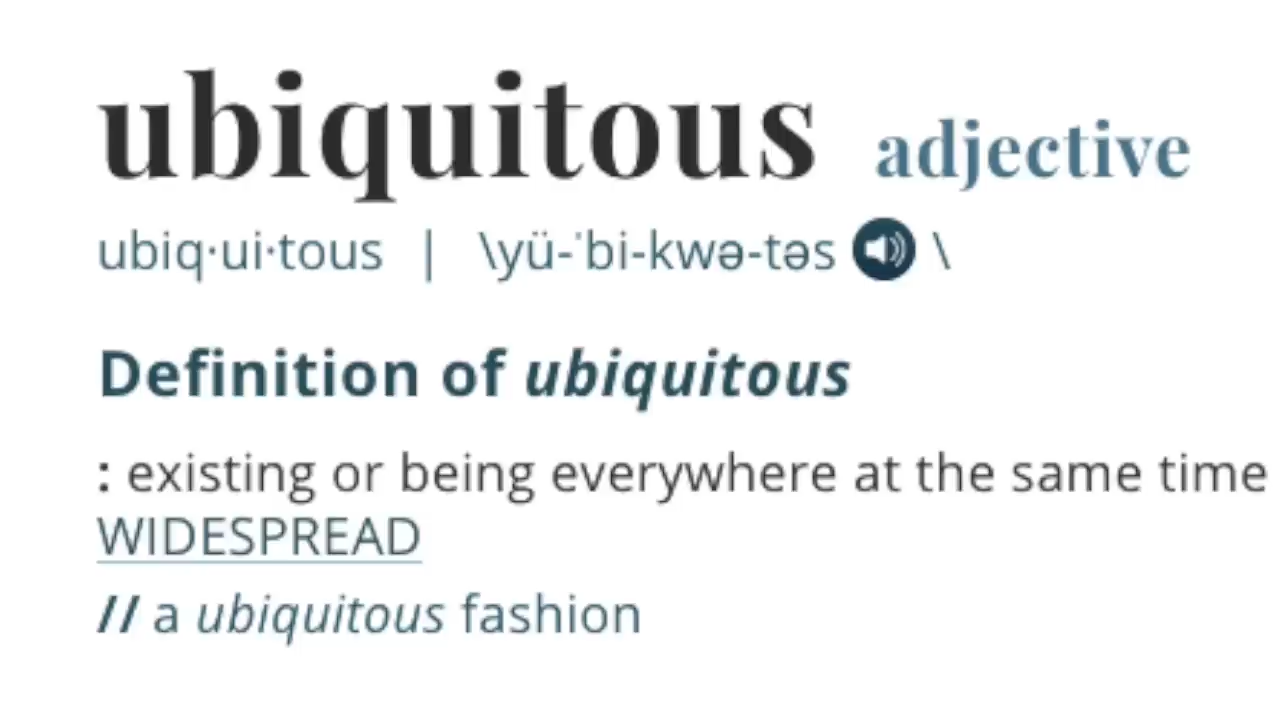 ubiquitous adjective
ubiq·ui·tous | \yü-ˈbi-kwə-təs \
Definition of ubiquitous
: existing or being everywhere at the same time
WIDESPREAD
// a ubiquitous fashion